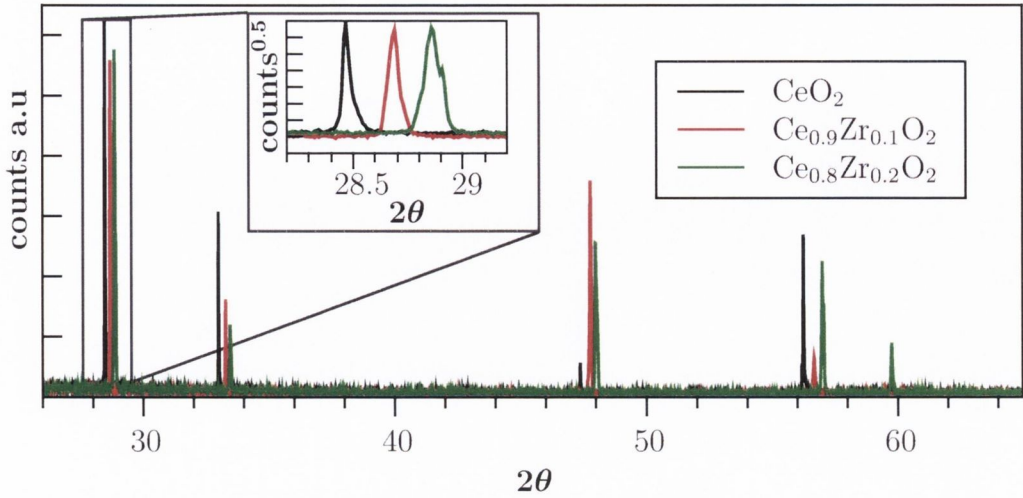 counts a.u
counts^0.5
28.5 29
2θ
CeO₂
Ce₀.₉Zr₀.₁O₂
Ce₀.₈Zr₀.₂O₂
30 40 50 60
2θ